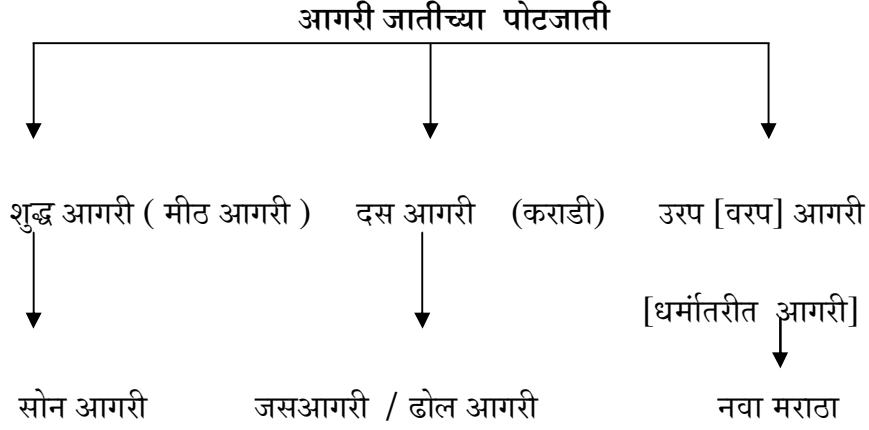 आगरी जातीच्या पोटजाती
शुद्ध आगरी ( मीठ आगरी ) दस आगरी (कराडी) उरप [वरप] आगरी
[धर्मांतरीत आगरी]
सोन आगरी जसआगरी / ढोल आगरी नवा मराठा